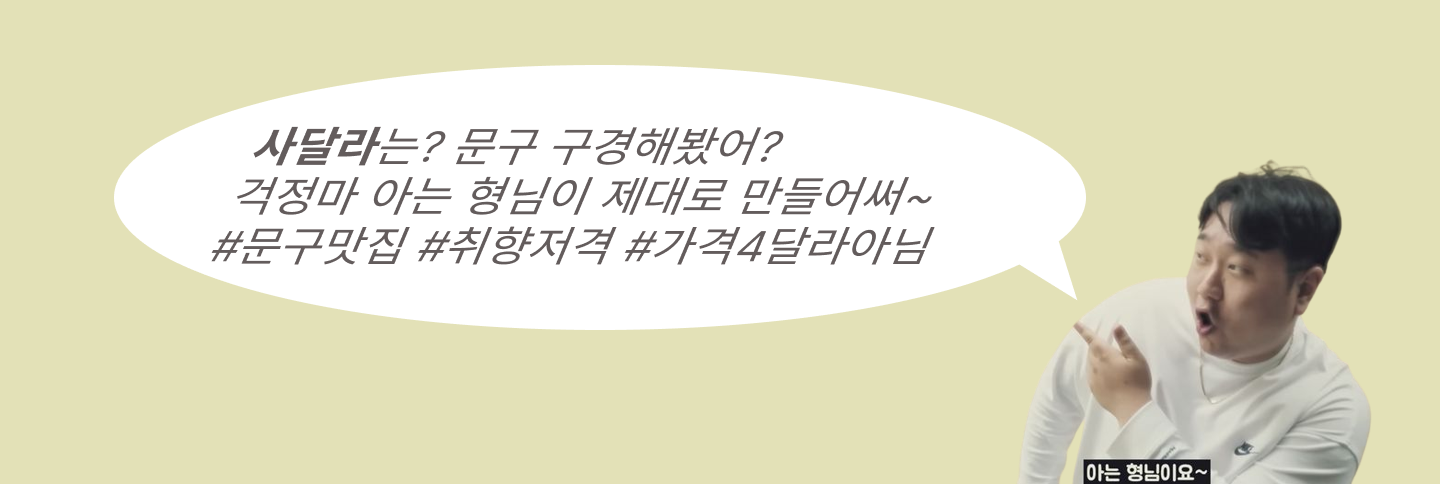 사달라는? 문구 구경해봤어?
걱정마 아는 형님이 제대로 만들어써~
#문구맛집 #취향저격 #가격4달라아님
아는 형님이요~